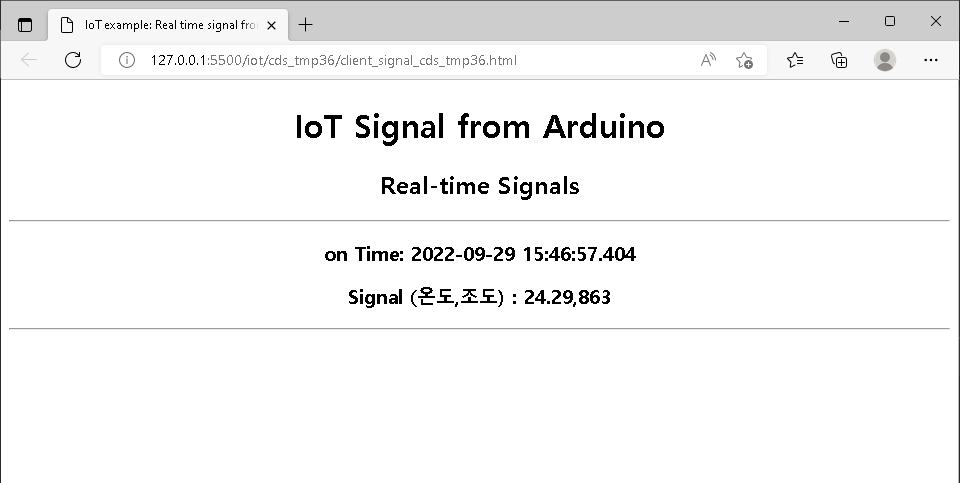 IoT example: Real time signal fro
127.0.0.1:5500/iot/cds_tmp36/client_signal_cds_tmp36.html
IoT Signal from Arduino
Real-time Signals
on Time: 2022-09-29 15:46:57.404
Signal (온도,조도) : 24.29,863